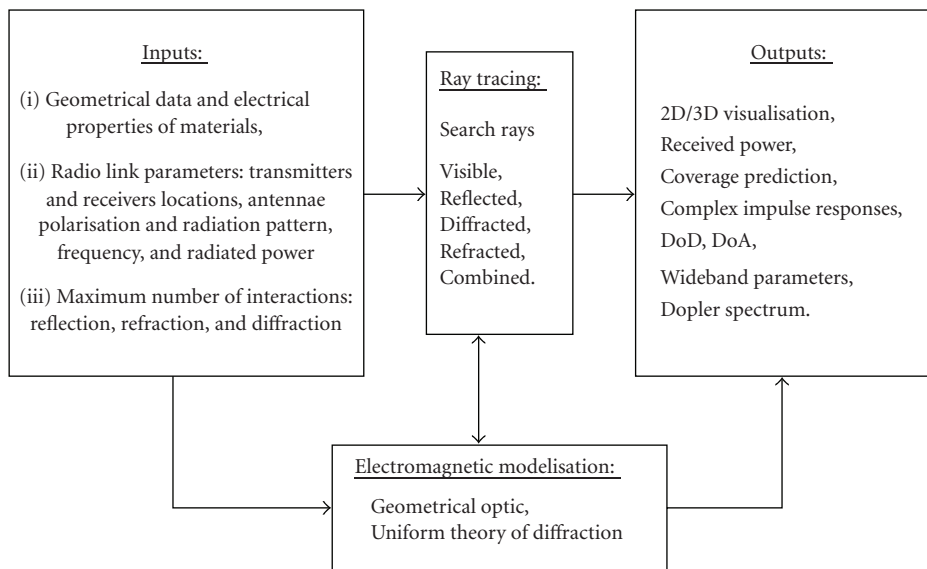 Inputs:
(i) Geometrical data and electrical
properties of materials,
(ii) Radio link parameters: transmitters
and receivers locations, antennae
polarisation and radiation pattern,
frequency, and radiated power
(iii) Maximum number of interactions:
reflection, refraction, and diffraction
Ray tracing:
Search rays
Visible,
Reflected,
Diffracted,
Refracted,
Combined.
Outputs:
2D/3D visualisation,
Received power,
Coverage prediction,
Complex impulse responses,
DoD, DoA,
Wideband parameters,
Dopler spectrum.
Electromagnetic modelisation:
Geometrical optic,
Uniform theory of diffraction